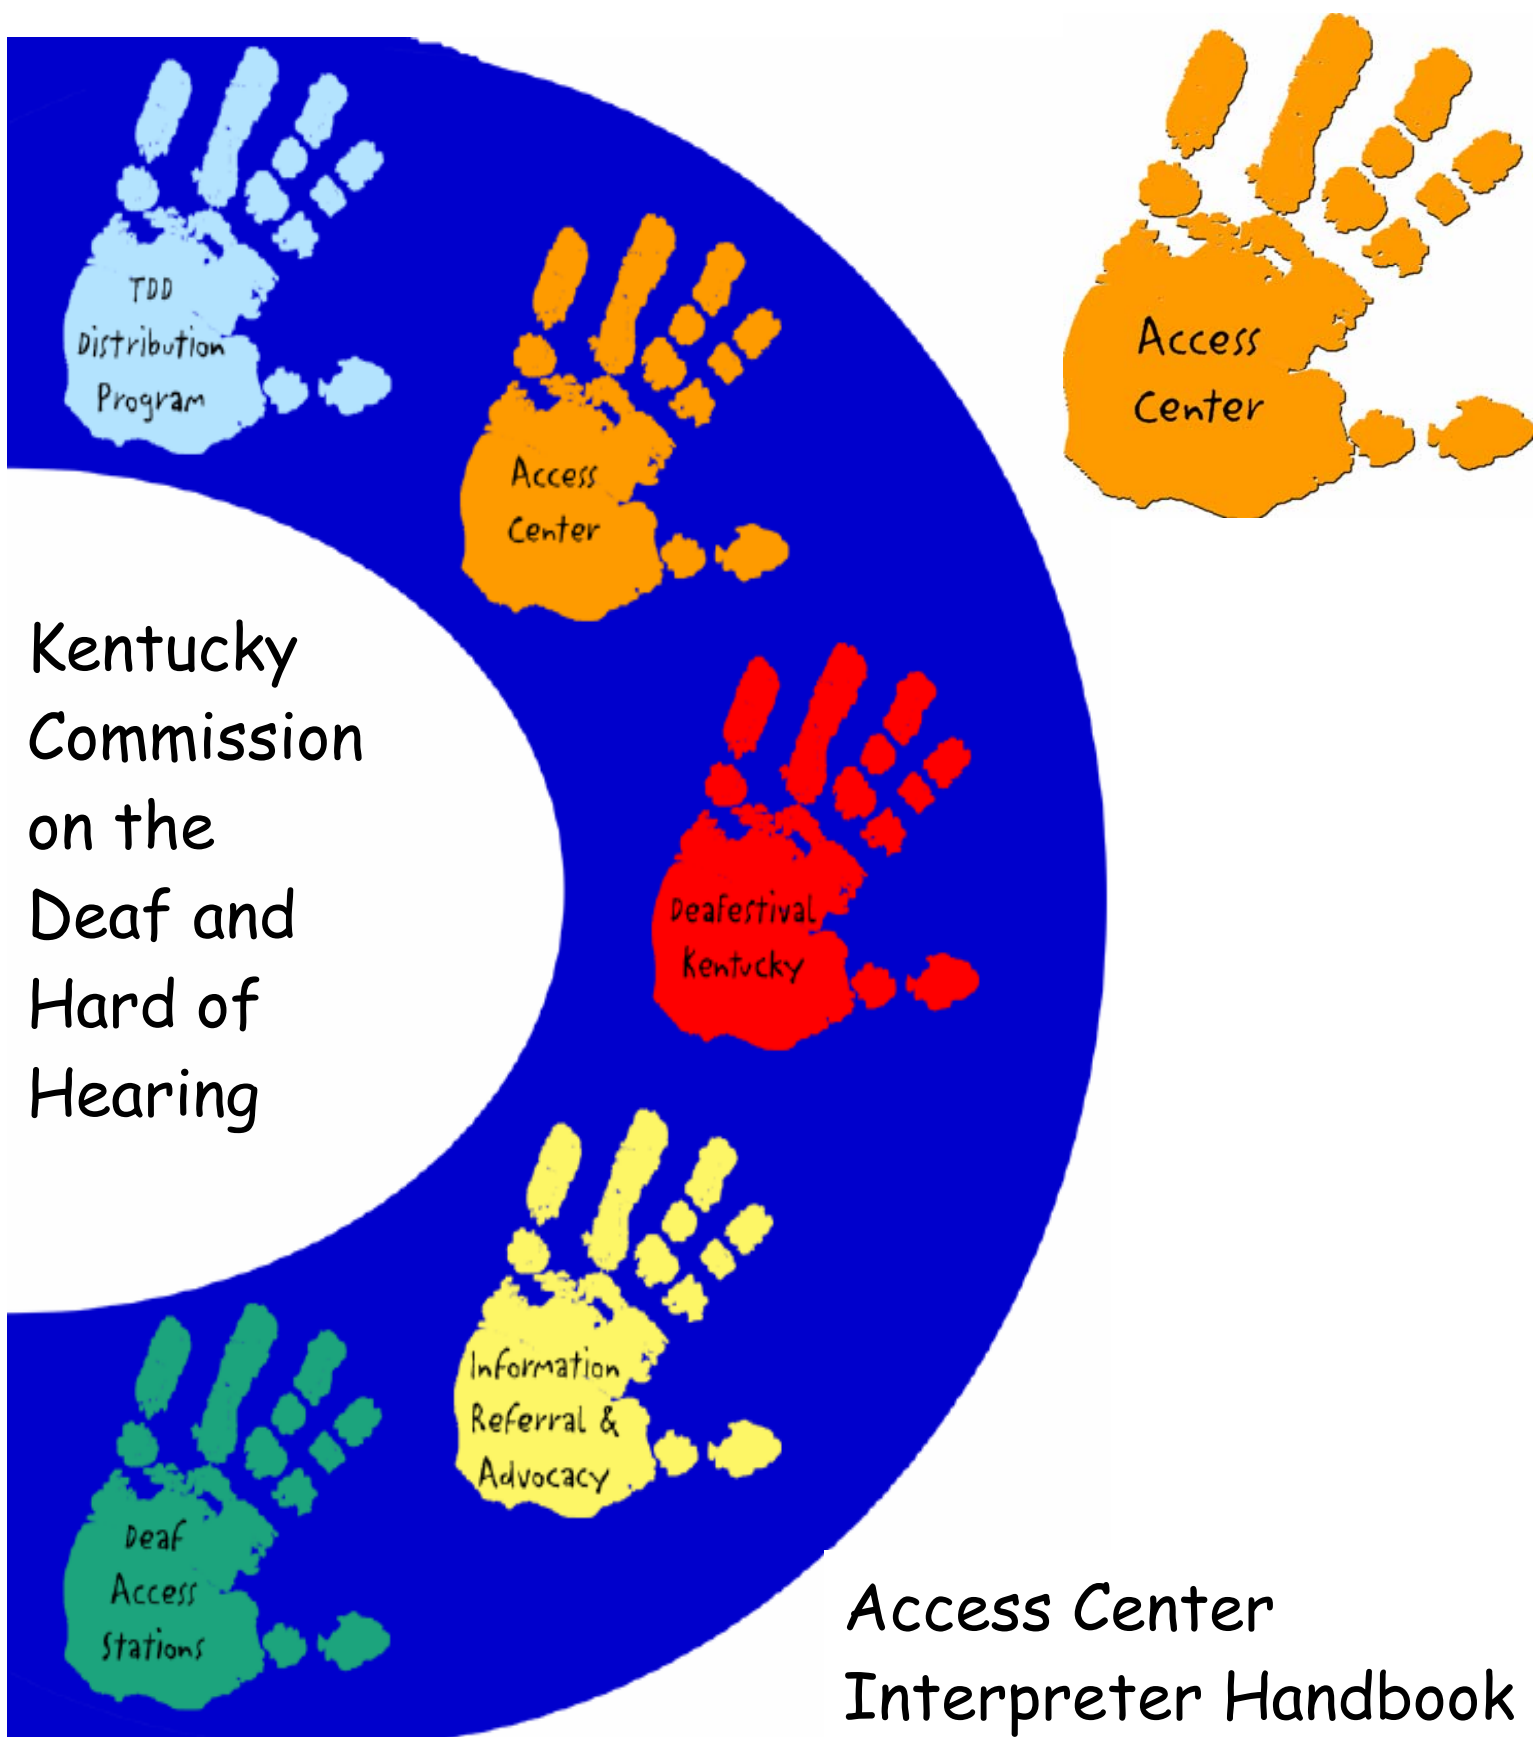 TDD
Distribution
Program
Access
Center
Access
Center
Kentucky
Commission
on the
Deaf and
Hard of
Hearing
Deafestival
Kentucky
Information
Referral &
Advocacy
Deaf
Access
Stations
Access Center
Interpreter Handbook